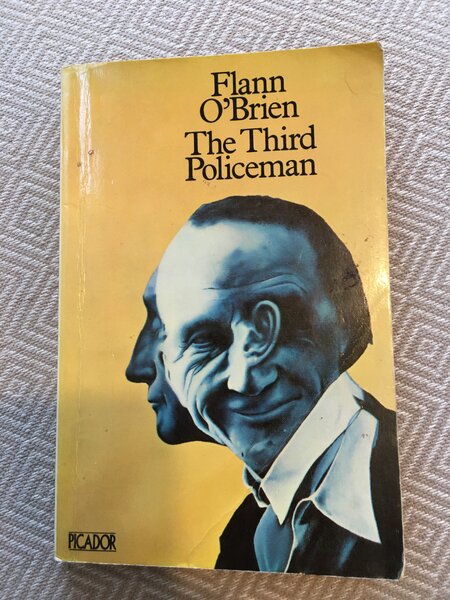 Flann
O'Brien
The Third
Policeman
PICADOR